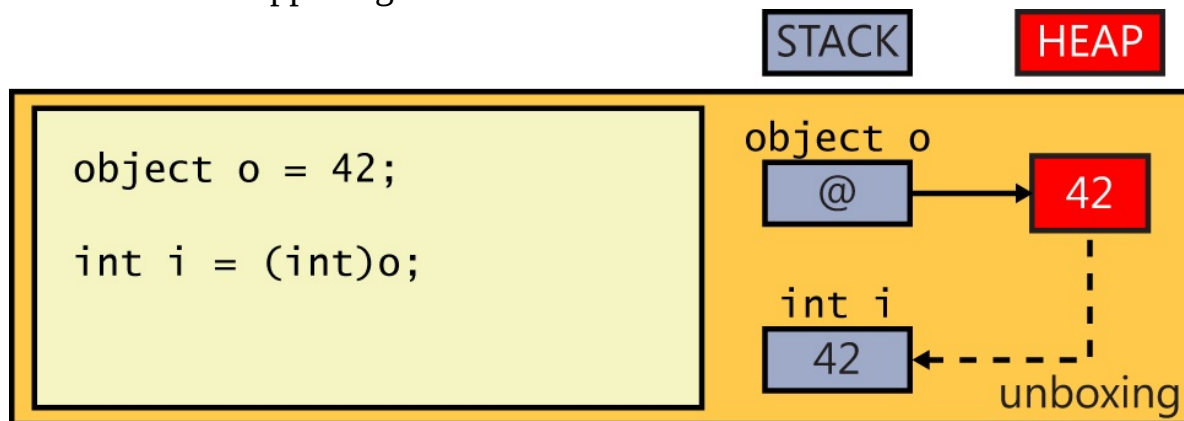 STACK HEAP
object o = 42;
int i = (int)o;
object o
@ 42
int i
42
unboxing